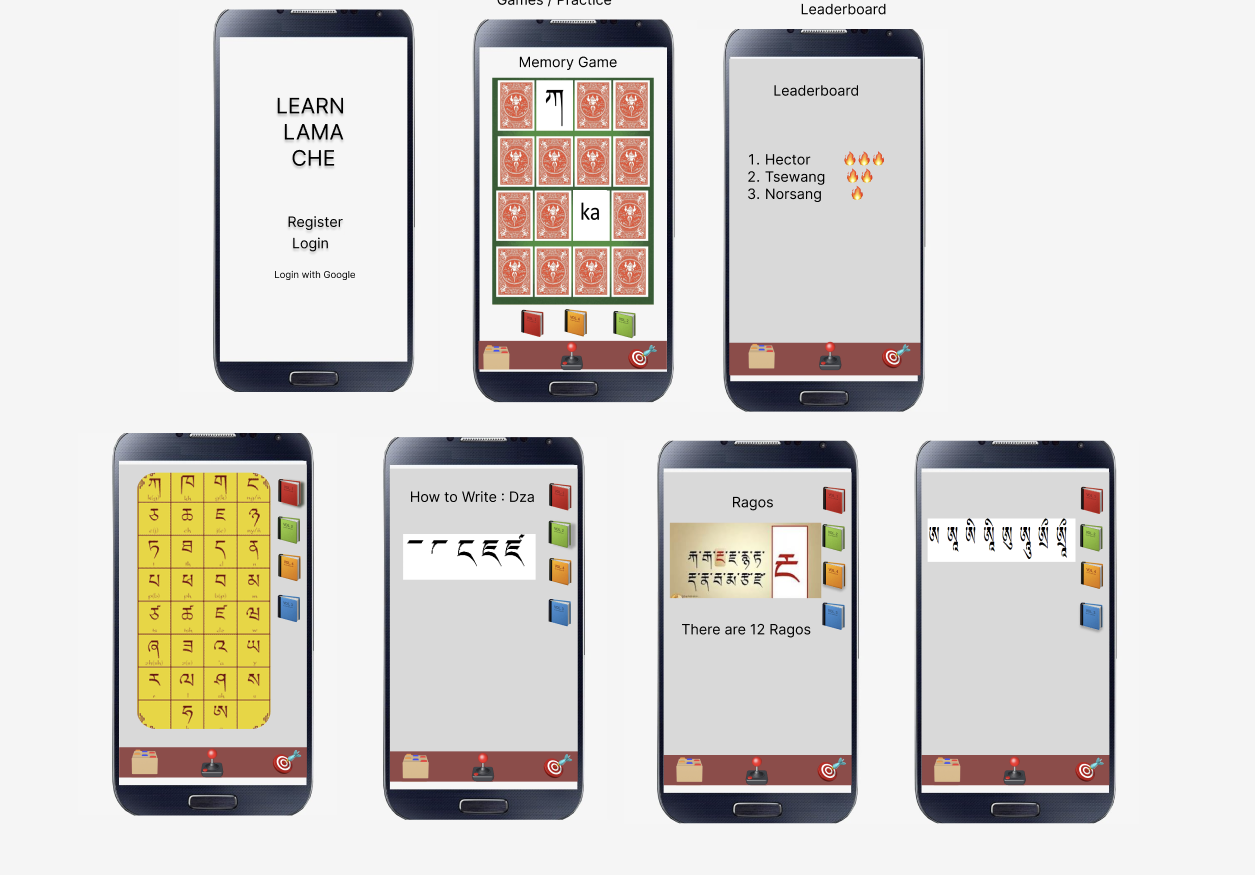 Games / Practice
Leaderboard
LEARN
LAMA
CHE
Register
Login
Login with Google
Memory Game
ཀ
ka
Leaderboard
1. Hector 🔥🔥🔥
2. Tsewang 🔥🔥
3. Norsang 🔥
ཀ ཁ ག ང
ཅ ཆ ཇ ཉ
ཏ ཐ ད ན
པ ཕ བ མ
ཙ ཚ ཛ ཝ
ཞ ཟ འ ཡ
ར ལ ཤ ས
ཧ ཨ
How to Write : Dza
ཛ
Ragos
There are 12 Ragos